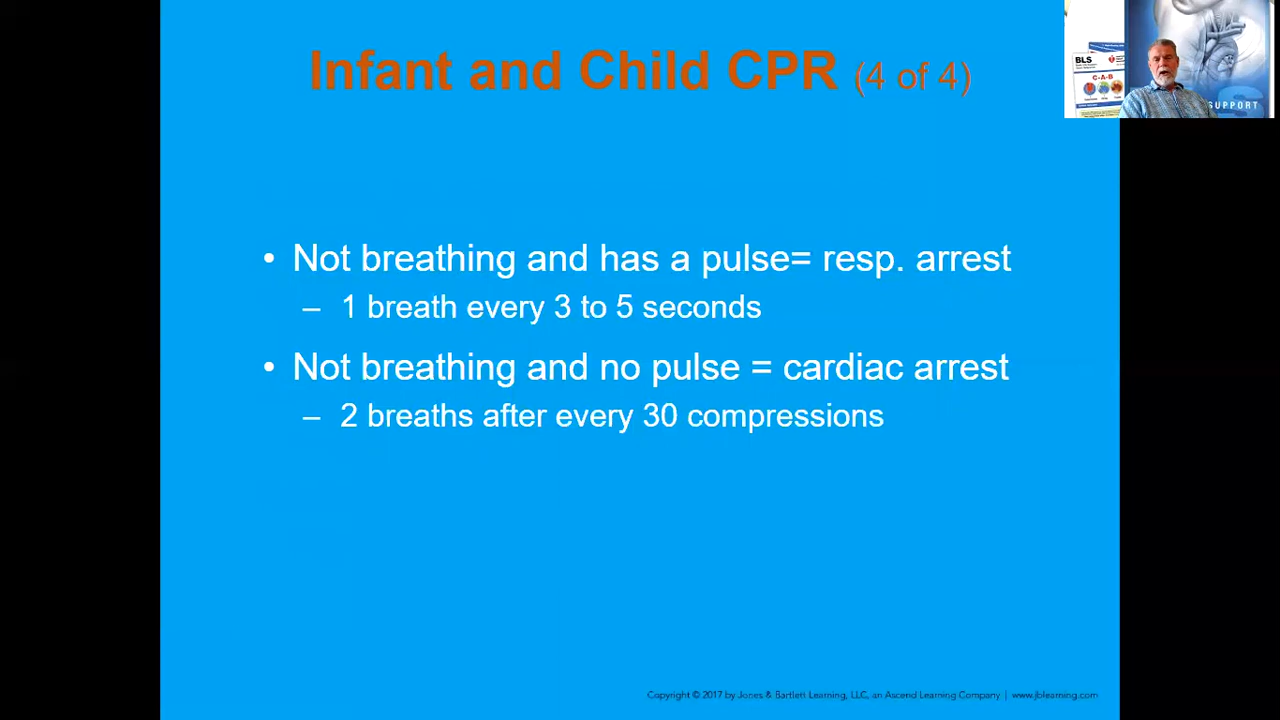 Infant and Child CPR (4 of 4)
BLS
C-A-B
SUPPORT
• Not breathing and has a pulse= resp. arrest
– 1 breath every 3 to 5 seconds
• Not breathing and no pulse = cardiac arrest
– 2 breaths after every 30 compressions
Copyright © 2017 by Jones & Bartlett Learning, LLC, an Ascend Learning Company | www.jblearning.com